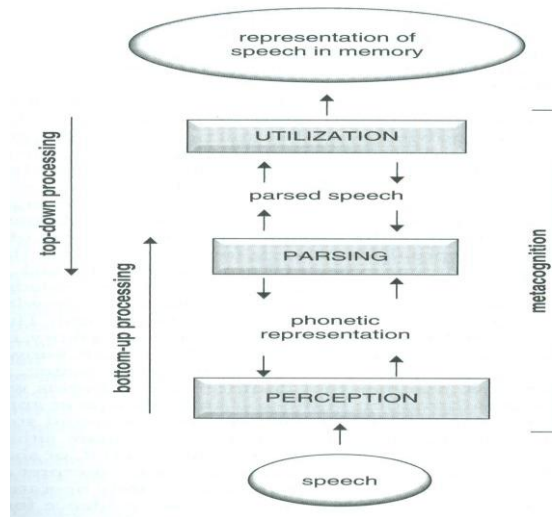 representation of
speech in memory
UTILIZATION
parsed speech
top-down processing
PARSING
metacognition
bottom-up processing
phonetic
representation
PERCEPTION
speech